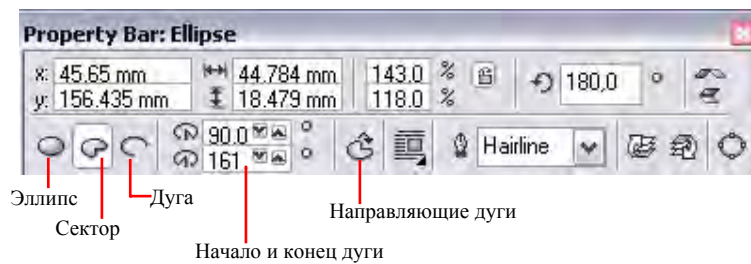 Property Bar: Ellipse
x: 45.65 mm 44.784 mm 143.0 % 180,0 °
y: 156.435 mm 18.479 mm 118.0 %
90.0 °
161 ° Hairline
Эллипс Дуга Направляющие дуги
Сектор
Начало и конец дуги